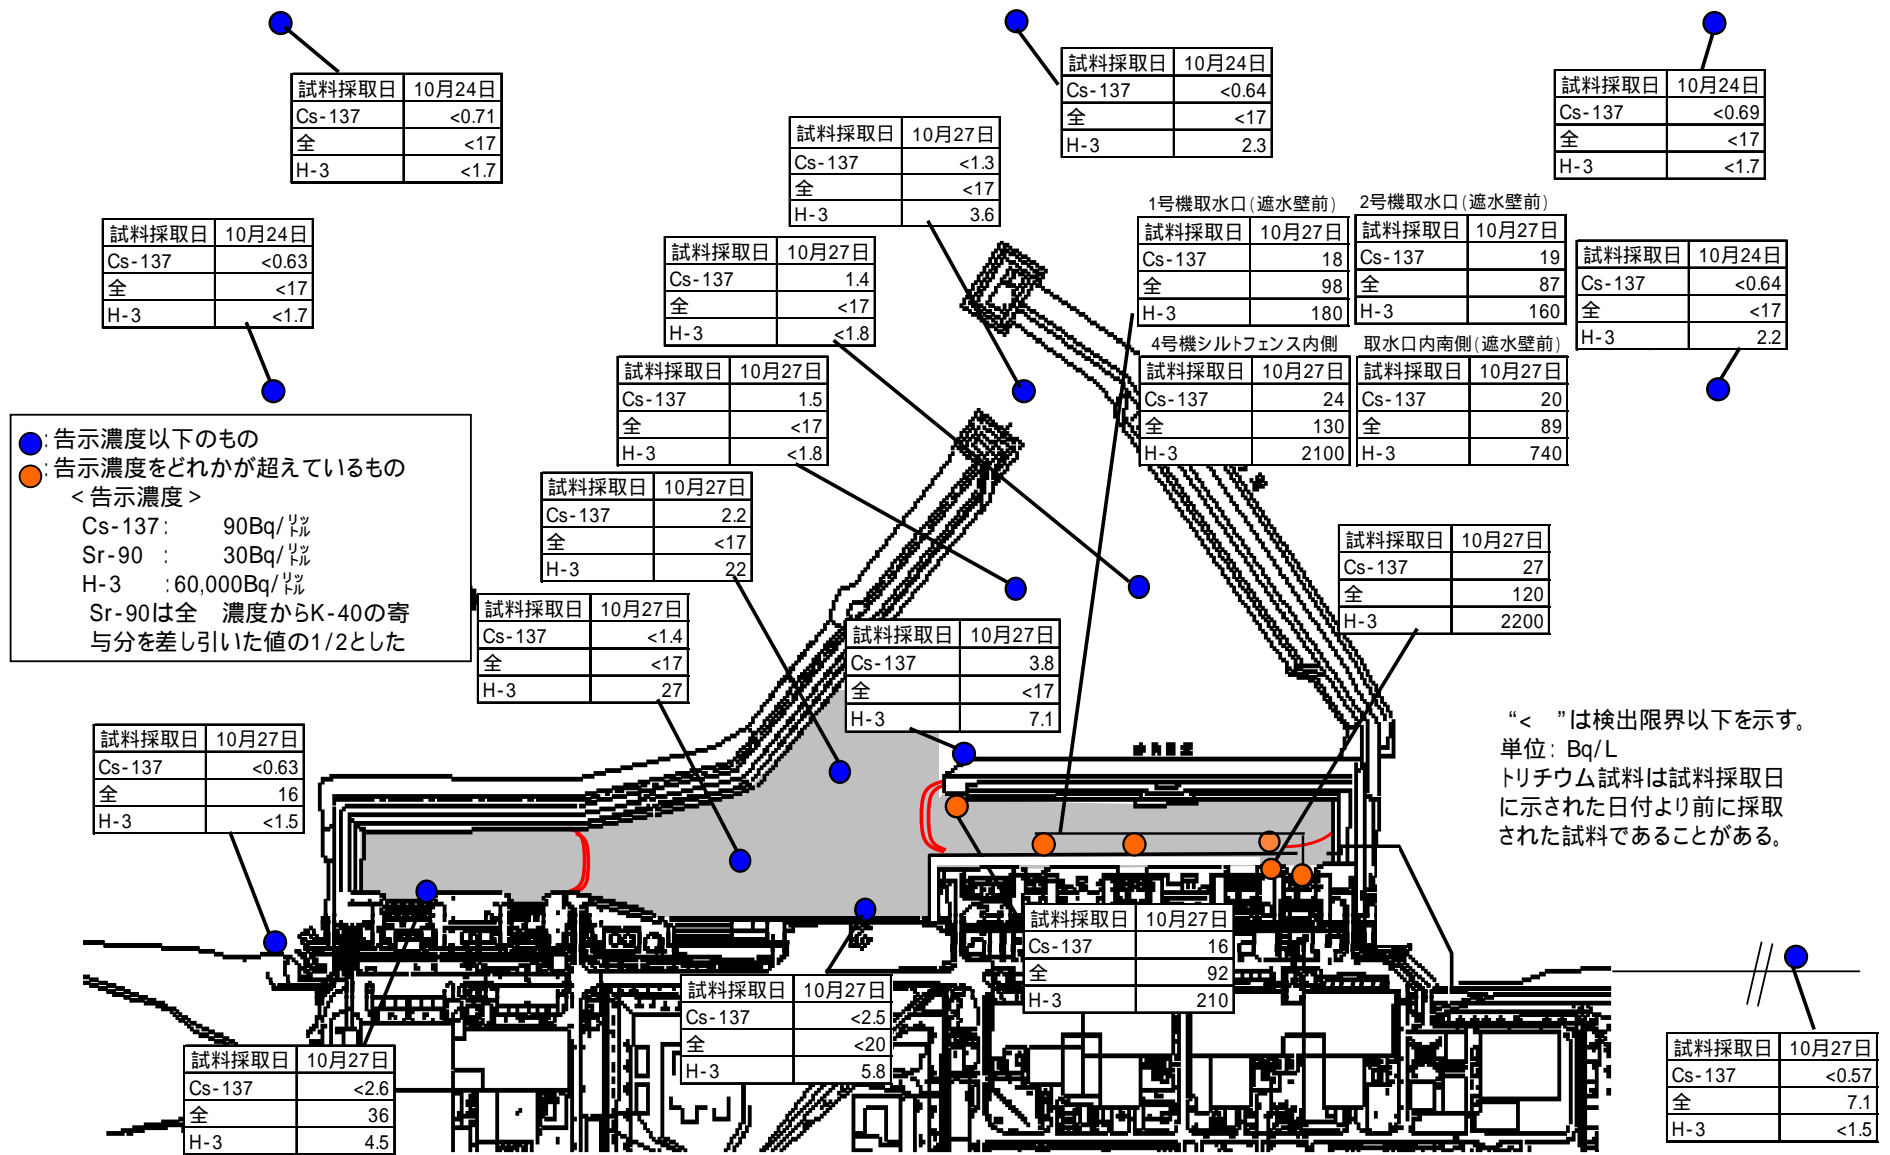 試料採取日 10月24日
Cs-137 <0.71
全 <17
H-3 <1.7
試料採取日 10月24日
Cs-137 <0.64
全 <17
H-3 2.3
試料採取日 10月24日
Cs-137 <0.69
全 <17
H-3 <1.7
試料採取日 10月27日
Cs-137 <1.3
全 <17
H-3 3.6
試料採取日 10月24日
Cs-137 <0.63
全 <17
H-3 <1.7
試料採取日 10月27日
Cs-137 1.4
全 <17
H-3 <1.8
1号機取水口(遮水壁前)
試料採取日 10月27日
Cs-137 18
全 98
H-3 180
2号機取水口(遮水壁前)
試料採取日 10月27日
Cs-137 19
全 87
H-3 160
試料採取日 10月24日
Cs-137 <0.64
全 <17
H-3 2.2
4号機シルトフェンス内側
試料採取日 10月27日
Cs-137 24
全 130
H-3 2100
取水口内南側(遮水壁前)
試料採取日 10月27日
Cs-137 20
全 89
H-3 740
試料採取日 10月27日
Cs-137 1.5
全 <17
H-3 <1.8
:告示濃度以下のもの
:告示濃度をどれかが超えているもの
<告示濃度>
Cs-137: 90Bq/㍑
Sr-90 : 30Bq/㍑
H-3 :60,000Bq/㍑
Sr-90は全 濃度からK-40の寄
与分を差し引いた値の1/2とした
試料採取日 10月27日
Cs-137 2.2
全 <17
H-3 22
試料採取日 10月27日
Cs-137 27
全 120
H-3 2200
試料採取日 10月27日
Cs-137 <1.4
全 <17
H-3 27
試料採取日 10月27日
Cs-137 3.8
全 <17
H-3 7.1
"< "は検出限界以下を示す。
単位: Bq/L
トリチウム試料は試料採取日
に示された日付より前に採取
された試料であることがある。
試料採取日 10月27日
Cs-137 <0.63
全 16
H-3 <1.5
試料採取日 10月27日
Cs-137 16
全 92
H-3 210
試料採取日 10月27日
Cs-137 <2.5
全 <20
H-3 5.8
試料採取日 10月27日
Cs-137 <2.6
全 36
H-3 4.5
試料採取日 10月27日
Cs-137 <0.57
全 7.1
H-3 <1.5